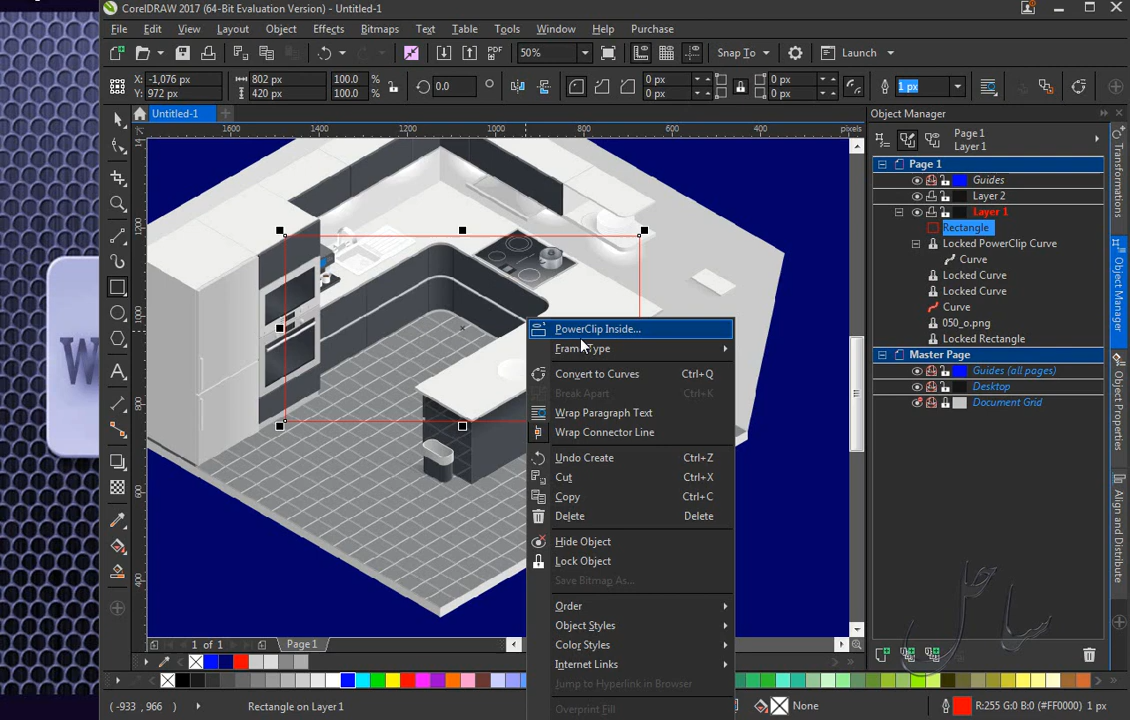 CorelDRAW 2017 (64-Bit Evaluation Version) - Untitled-1
File Edit View Layout Object Effects Bitmaps Text Table Tools Window Help Purchase
PDF 50% Snap To Launch
X: -1,076 px 802 px 100.0 % 0.0 0 px 0 px 1 px
Y: 972 px 420 px 100.0 % 0 px 0 px
Untitled-1
Object Manager
1600 1400 1200 1000 800 600 400 pixels
Page 1
Layer 1
Page 1
Guides
Layer 2
Layer 1
Rectangle
Locked PowerClip Curve
Curve
Locked Curve
Locked Curve
Curve
050_o.png
Locked Rectangle
Master Page
Guides (all pages)
Desktop
Document Grid
Transformations
Object Manager
Object Properties
Align and Distribute
1200
1000
800
600
400
W
PowerClip Inside...
Frame Type
Convert to Curves Ctrl+Q
Break Apart Ctrl+K
Wrap Paragraph Text
Wrap Connector Line
Undo Create Ctrl+Z
Cut Ctrl+X
Copy Ctrl+C
Delete Delete
Hide Object
Lock Object
Save Bitmap As...
Order
Object Styles
Color Styles
Internet Links
Jump to Hyperlink in Browser
Overprint Fill
1 of 1 Page 1
( -933 , 966 ) Rectangle on Layer 1 None R:255 G:0 B:0 (#FF0000) 1 px